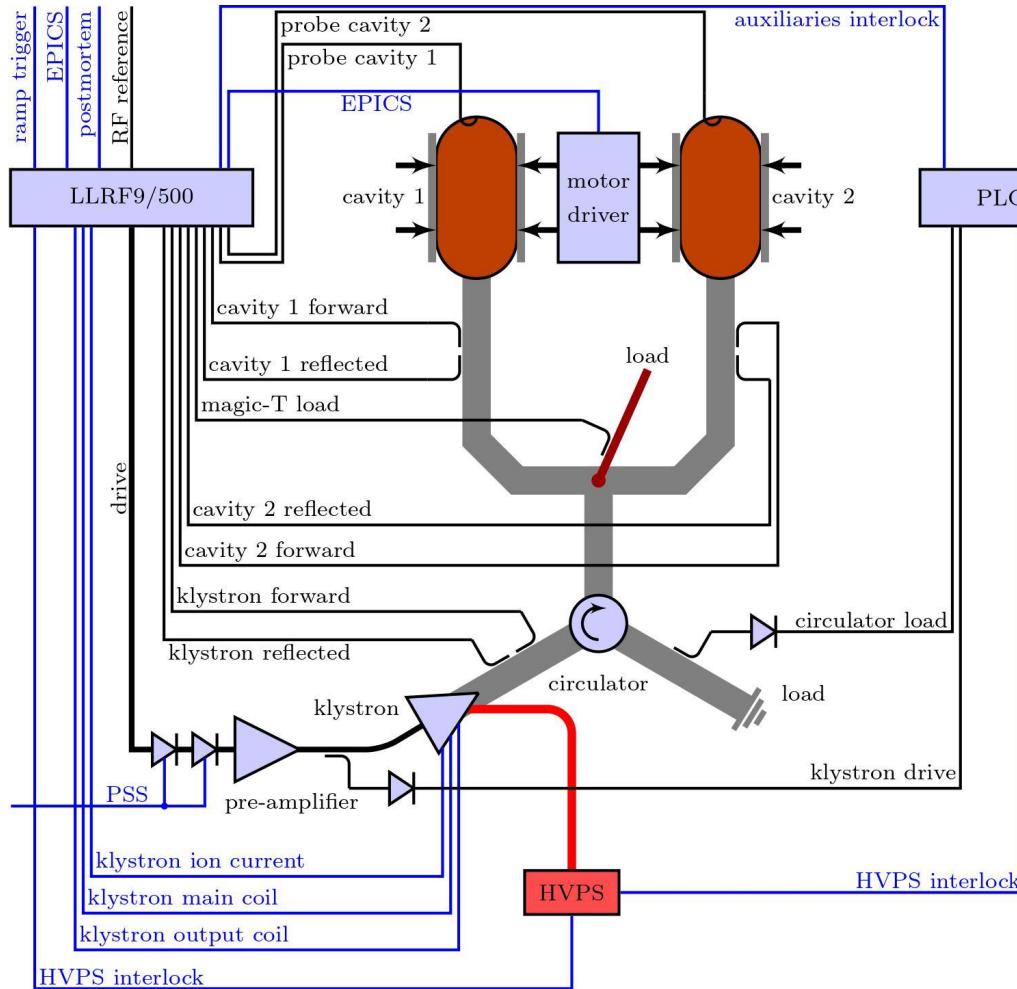 probe cavity 2
auxiliaries interlock
probe cavity 1
ramp trigger
EPICS
postmortem
RF reference
EPICS
LLRF9/500
cavity 1
motor
driver
cavity 2
PLC
cavity 1 forward
cavity 1 reflected
load
magic-T load
drive
cavity 2 reflected
cavity 2 forward
klystron forward
klystron reflected
circulator load
circulator
load
klystron
klystron drive
PSS
pre-amplifier
klystron ion current
klystron main coil
klystron output coil
HVPS
HVPS interlock
HVPS interlock